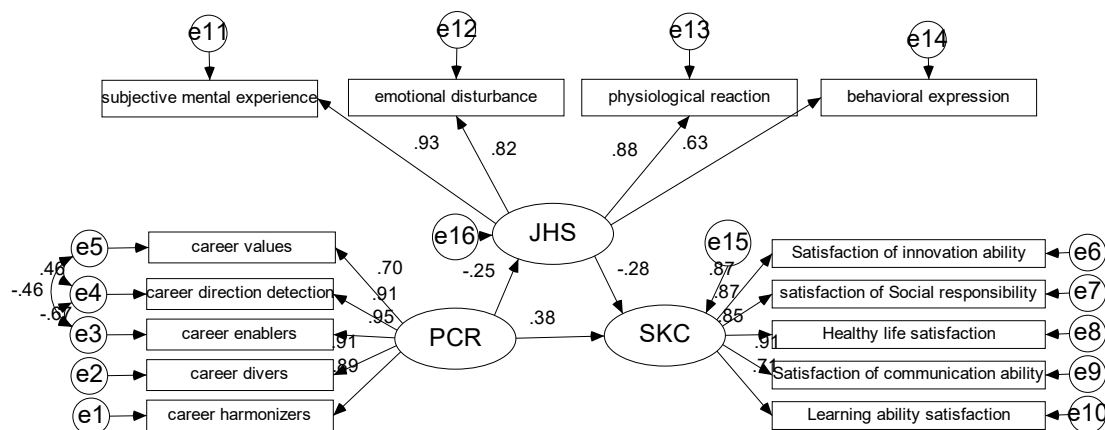 e11
e12
e13
e14
subjective mental experience
emotional disturbance
physiological reaction
behavioral expression
.93
.82
.88
.63
e16
JHS
e15
e5
career values
.70
-.25
-.28
.87
Satisfaction of innovation ability
e6
.46
-.46
e4
career direction detection
.91
.87
satisfaction of Social responsibility
e7
-.67
e3
career enablers
.95
PCR
.38
SKC
.85
Healthy life satisfaction
e8
e2
career divers
.91
.91
Satisfaction of communication ability
e9
.89
.71
e1
career harmonizers
Learning ability satisfaction
e10